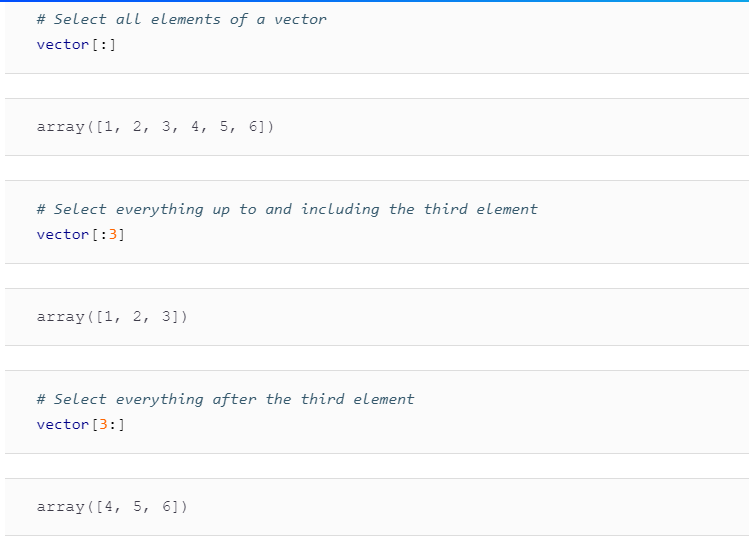 # Select all elements of a vector
vector[:]
array([1, 2, 3, 4, 5, 6])
# Select everything up to and including the third element
vector[:3]
array([1, 2, 3])
# Select everything after the third element
vector[3:]
array([4, 5, 6])